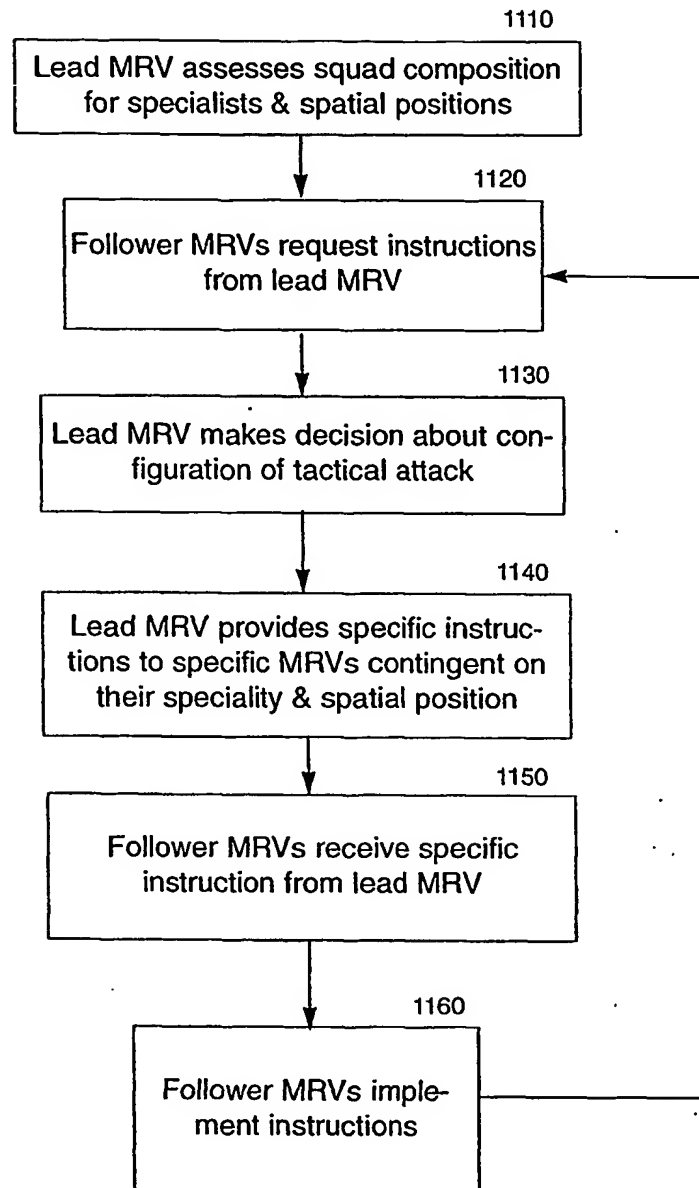 1110
Lead MRV assesses squad composition
for specialists & spatial positions
1120
Follower MRVs request instructions
from lead MRV
1130
Lead MRV makes decision about con-
figuration of tactical attack
1140
Lead MRV provides specific instruc-
tions to specific MRVs contingent on
their speciality & spatial position
1150
Follower MRVs receive specific
instruction from lead MRV
1160
Follower MRVs imple-
ment instructions